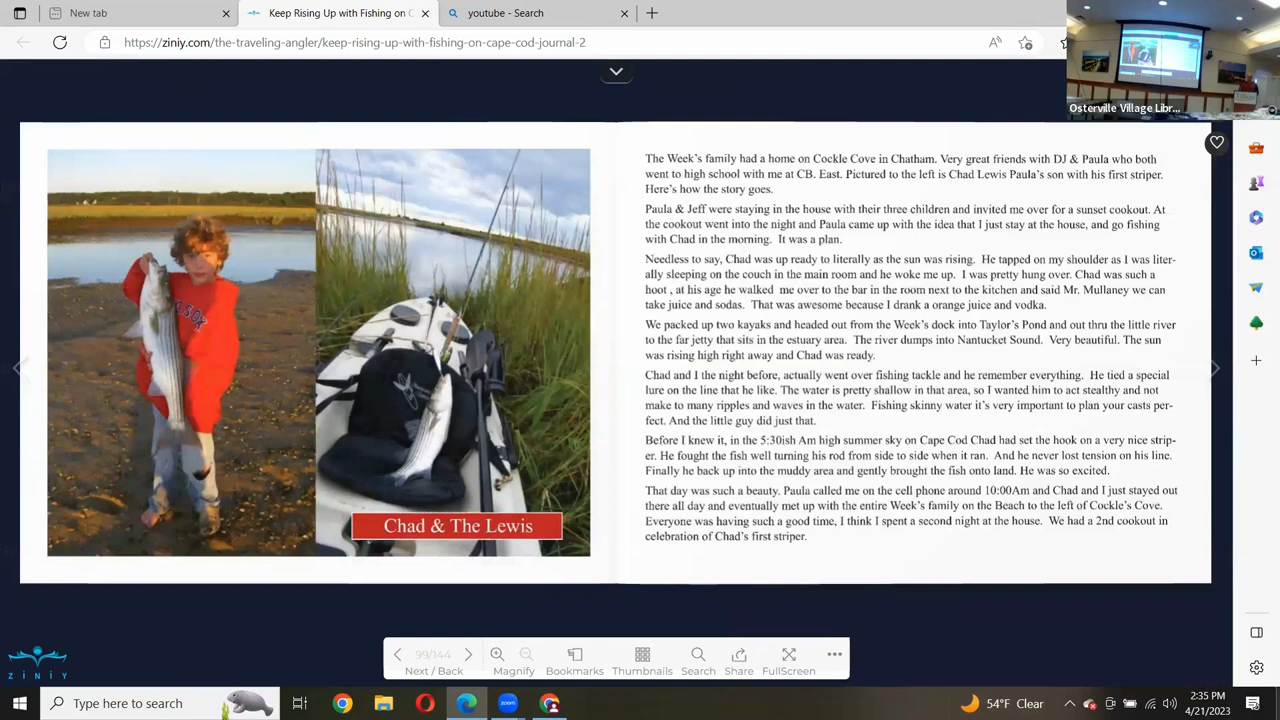 New tab
Keep Rising Up with Fishing on C
youtube - Search
https://ziniy.com/the-traveling-angler/keep-rising-up-with-fishing-on-cape-cod-journal-2
Osterville Village Libr...
The Week's family had a home on Cockle Cove in Chatham. Very great friends with DJ & Paula who both
went to high school with me at CB. East. Pictured to the left is Chad Lewis Paula's son with his first striper.
Here's how the story goes.
Paula & Jeff were staying in the house with their three children and invited me over for a sunset cookout. At
the cookout went into the night and Paula came up with the idea that I just stay at the house, and go fishing
with Chad in the morning. It was a plan.
Needless to say, Chad was up ready to literally as the sun was rising. He tapped on my shoulder as I was liter-
ally sleeping on the couch in the main room and he woke me up. I was pretty hung over. Chad was such a
hoot , at his age he walked me over to the bar in the room next to the kitchen and said Mr. Mullaney we can
take juice and sodas. That was awesome because I drank a orange juice and vodka.
We packed up two kayaks and headed out from the Week's dock into Taylor's Pond and out thru the little river
to the far jetty that sits in the estuary area. The river dumps into Nantucket Sound. Very beautiful. The sun
was rising high right away and Chad was ready.
Chad and I the night before, actually went over fishing tackle and he remember everything. He tied a special
lure on the line that he like. The water is pretty shallow in that area, so I wanted him to act stealthy and not
make to many ripples and waves in the water. Fishing skinny water it's very important to plan your casts per-
fect. And the little guy did just that.
Before I knew it, in the 5:30ish Am high summer sky on Cape Cod Chad had set the hook on a very nice strip-
er. He fought the fish well turning his rod from side to side when it ran. And he never lost tension on his line.
Finally he back up into the muddy area and gently brought the fish onto land. He was so excited.
That day was such a beauty. Paula called me on the cell phone around 10:00Am and Chad and I just stayed out
there all day and eventually met up with the entire Week's family on the Beach to the left of Cockle's Cove.
Everyone was having such a good time, I think I spent a second night at the house. We had a 2nd cookout in
celebration of Chad's first striper.
Chad & The Lewis
99/144
Next / Back
Magnify
Bookmarks
Thumbnails
Search
Share
FullScreen
ZINIY
Type here to search
zoom
54°F Clear
2:35 PM
4/21/2023